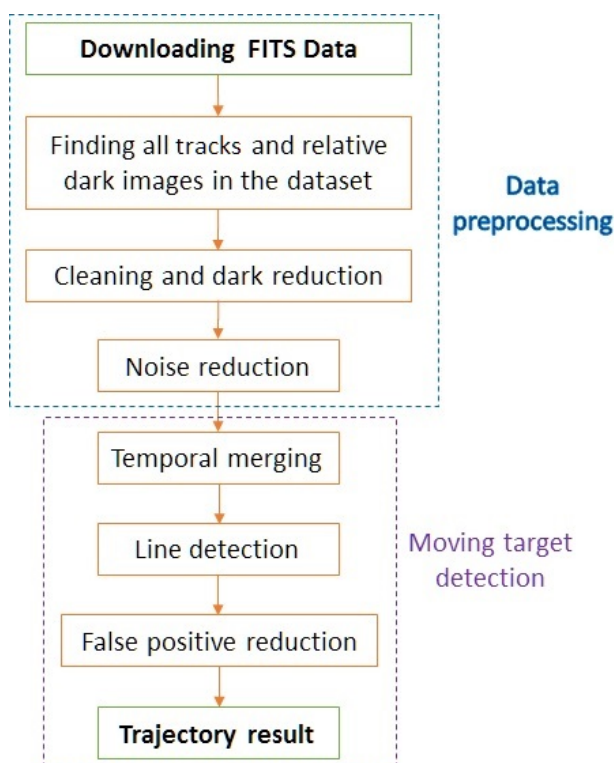 Downloading FITS Data
Finding all tracks and relative
dark images in the dataset
Data
preprocessing
Cleaning and dark reduction
Noise reduction
Temporal merging
Line detection
Moving target
detection
False positive reduction
Trajectory result